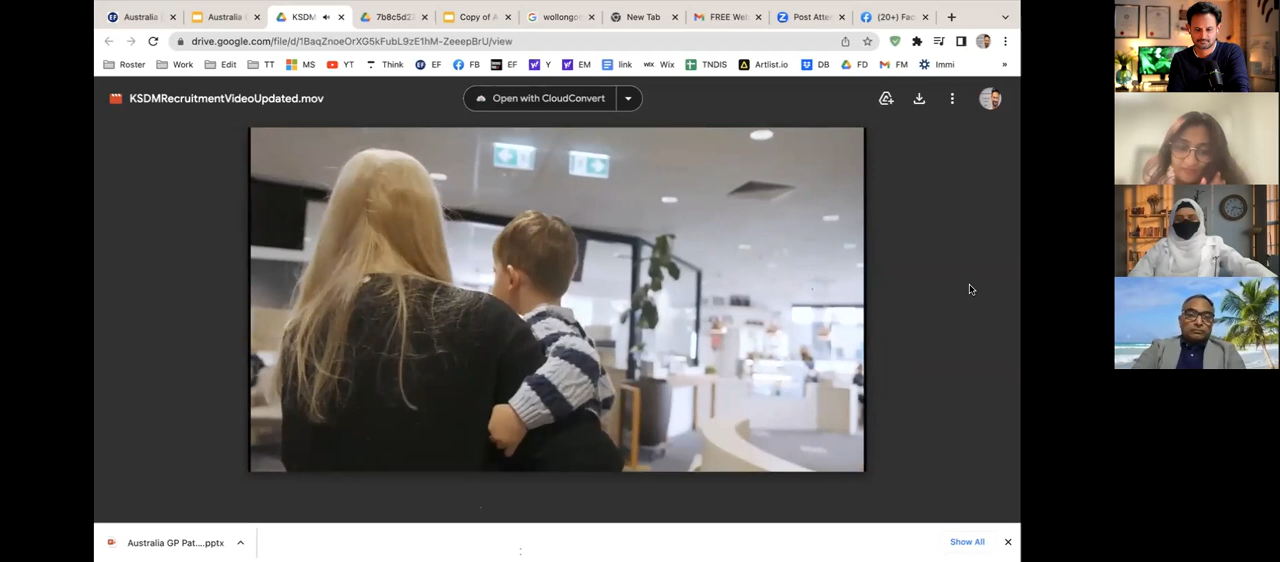 Australia Australia KSDM 7b8c5d2 Copy of A wollongo New Tab FREE We Post Atte (20+) Fac
drive.google.com/file/d/1BaqZnoeOrXG5kFubL9zE1hM-ZeeepBrU/view
Roster Work Edit TT MS YT Think EF FB EF Y EM link Wix TNDIS Artlist.io DB FD FM Immi »
KSDMRecruitmentVideoUpdated.mov Open with CloudConvert
Australia GP Pat....pptx Show All